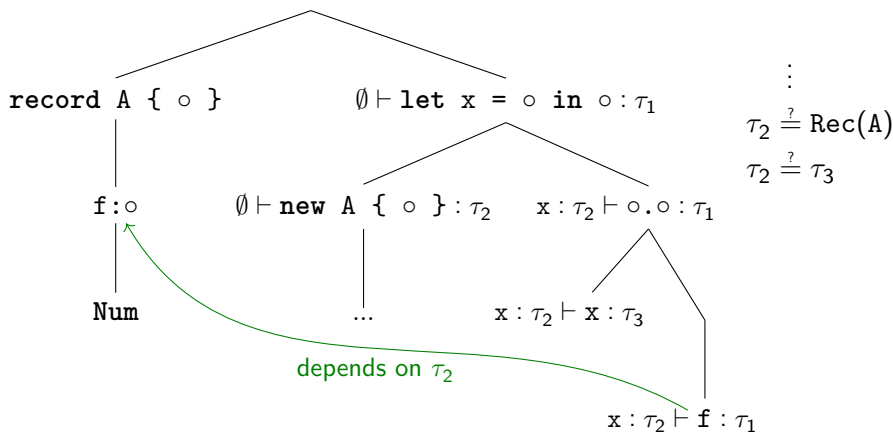 record A { ∘ }
∅ ⊢ let x = ∘ in ∘ : τ₁
⋮
τ₂ ≟ Rec(A)
τ₂ ≟ τ₃
f:∘
∅ ⊢ new A { ∘ } : τ₂
x : τ₂ ⊢ ∘.∘ : τ₁
Num
...
x : τ₂ ⊢ x : τ₃
depends on τ₂
x : τ₂ ⊢ f : τ₁